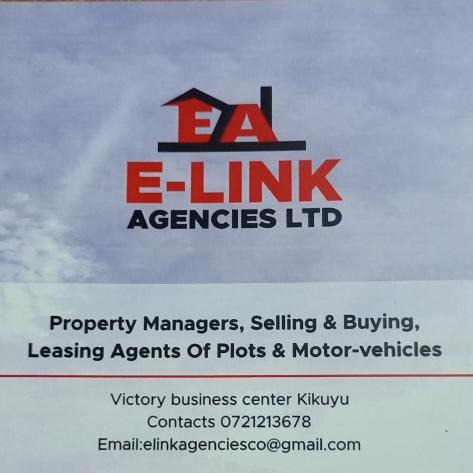 EA
E-LINK
AGENCIES LTD
Property Managers, Selling & Buying,
Leasing Agents Of Plots & Motor-vehicles
Victory business center Kikuyu
Contacts 0721213678
Email:elinkagenciesco@gmail.com